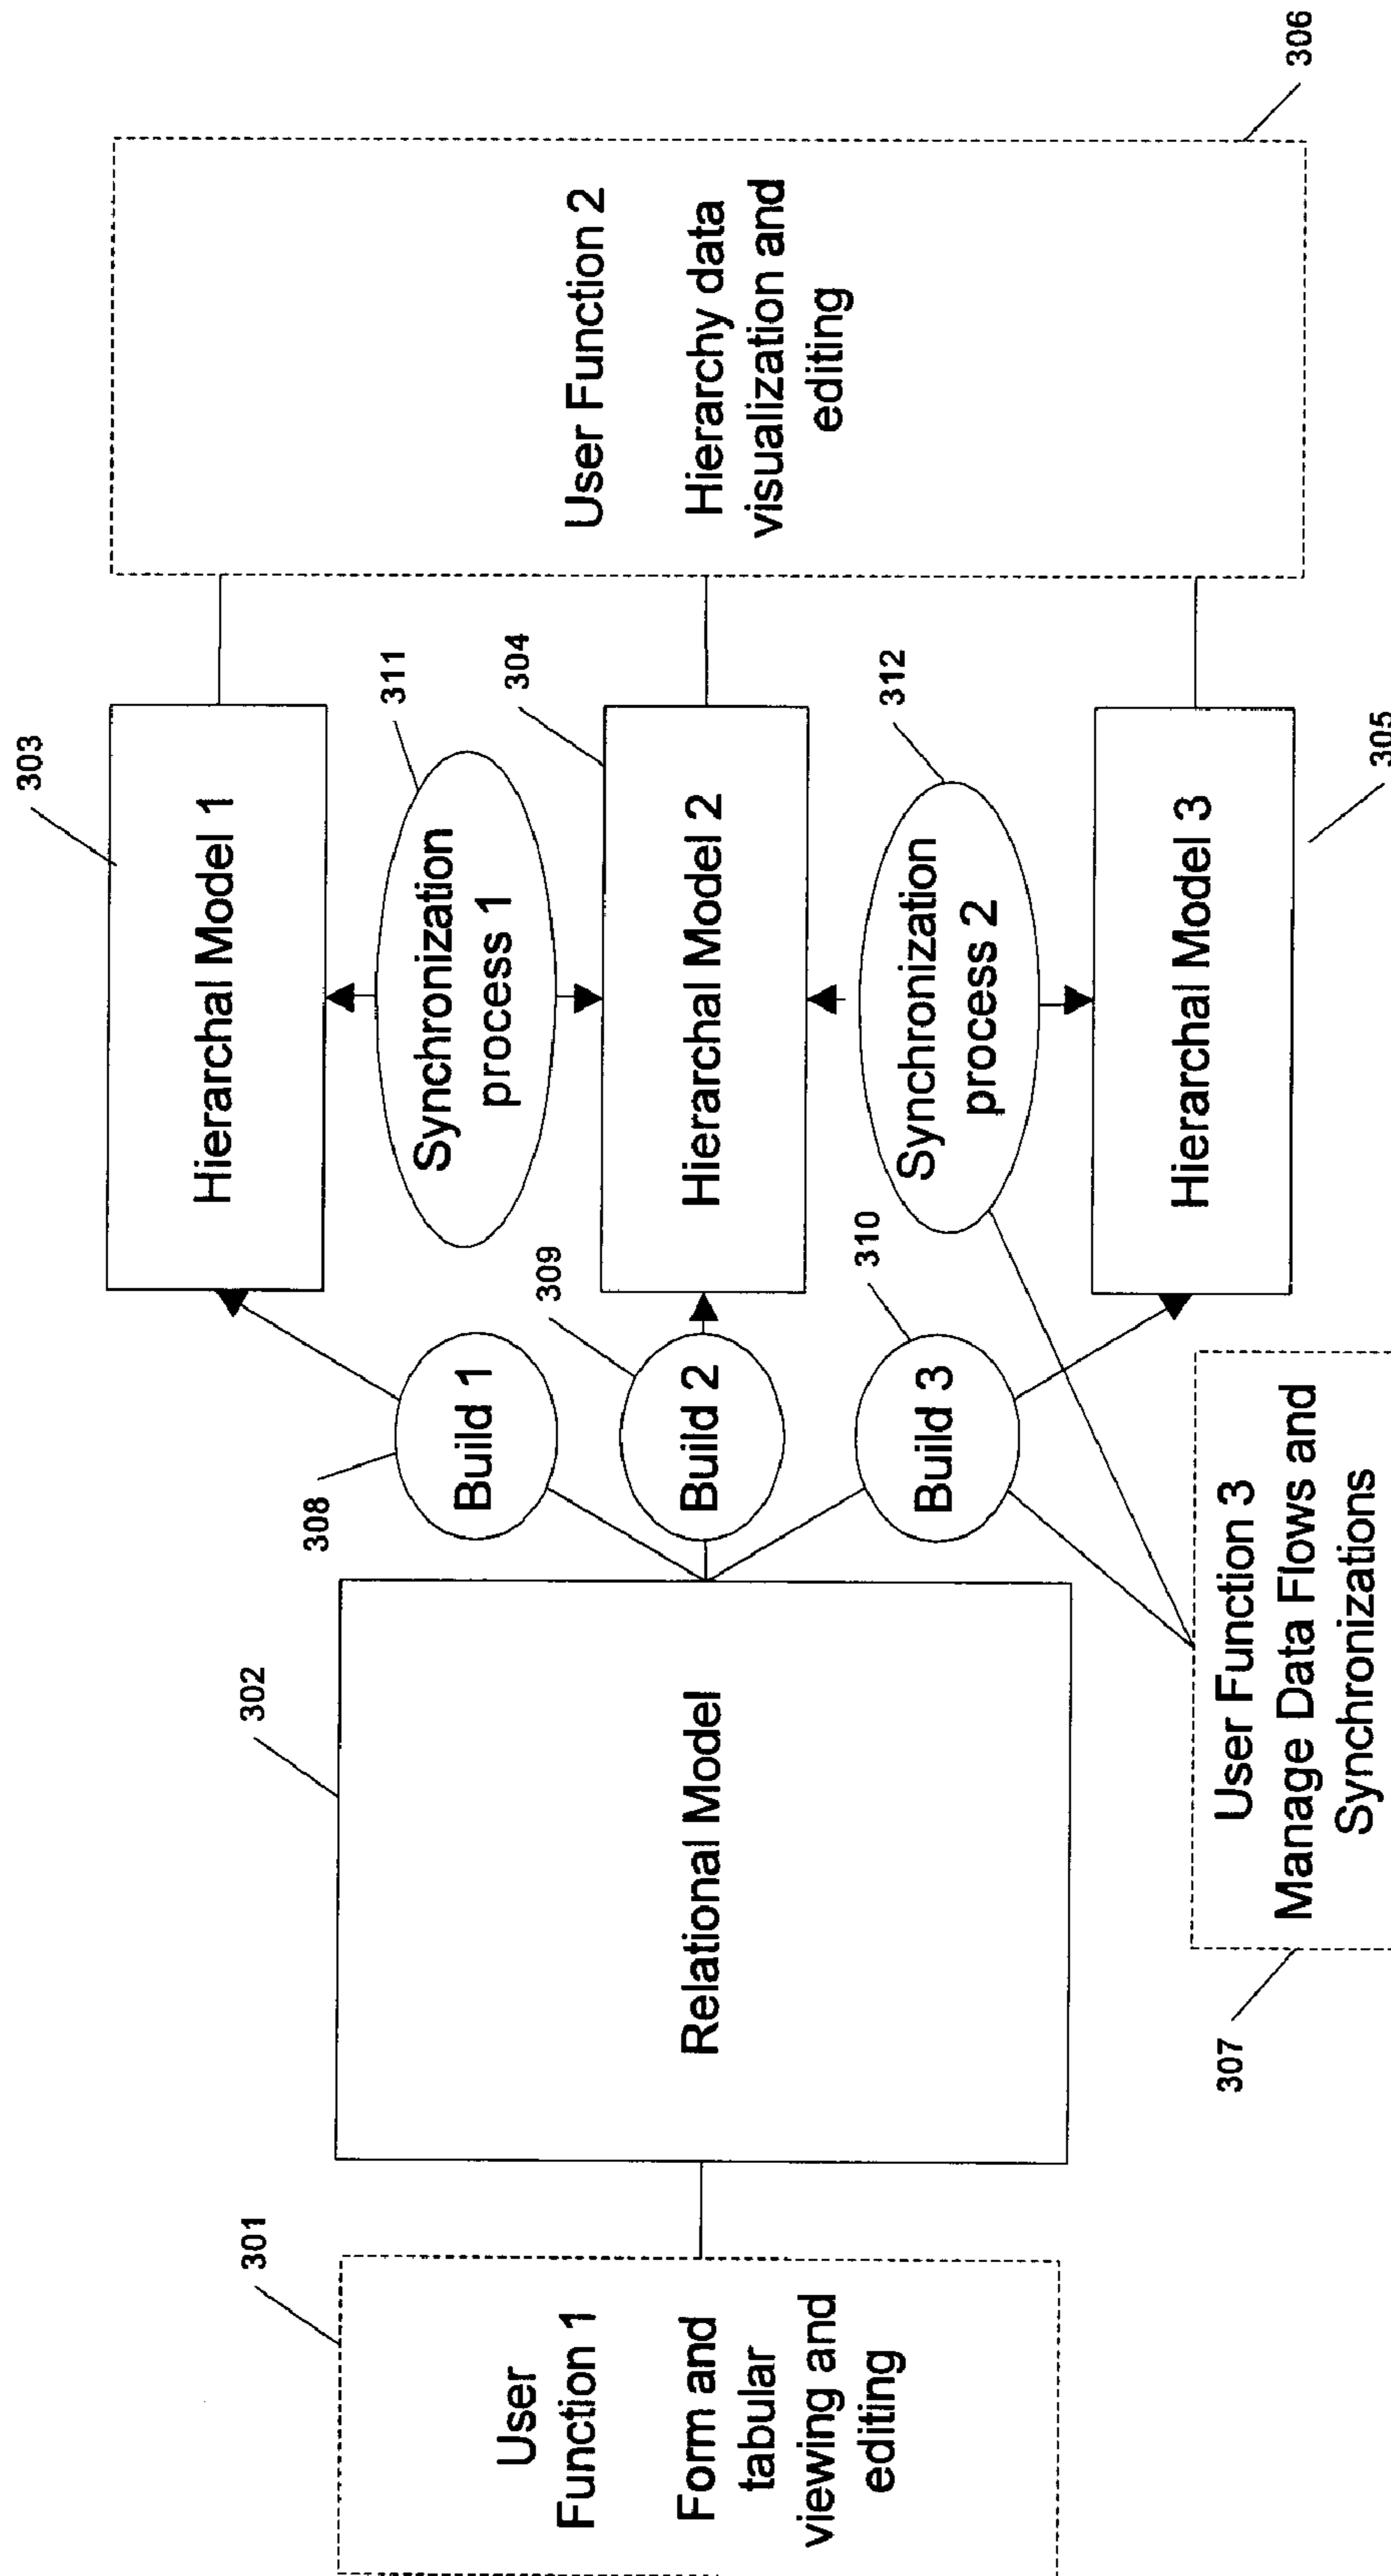 301
User
Function 1
Form and
tabular
viewing and
editing
302
Relational Model
308
Build 1
309
Build 2
310
Build 3
303
Hierarchal Model 1
311
Synchronization
process 1
304
Hierarchal Model 2
312
Synchronization
process 2
Hierarchal Model 3
305
User Function 2
Hierarchy data
visualization and
editing
306
User Function 3
Manage Data Flows and
Synchronizations
307